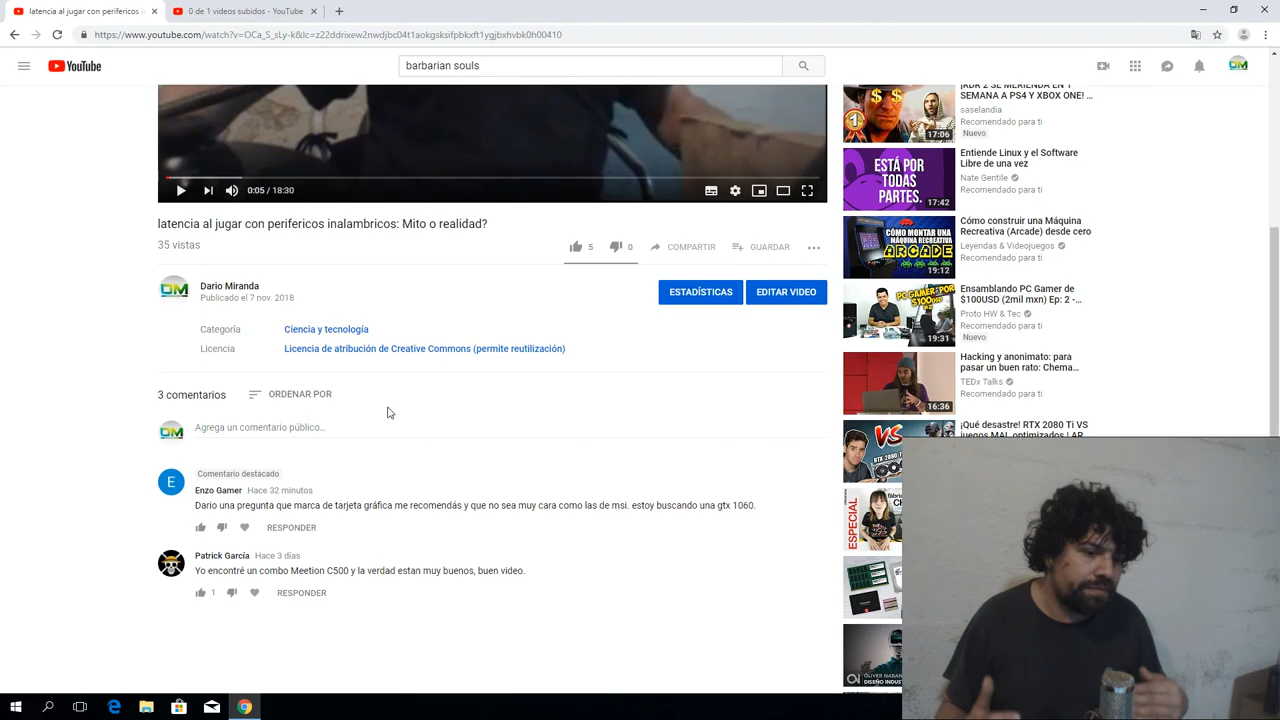 latencia al jugar con perifericos in
0 de 1 videos subidos - YouTube
https://www.youtube.com/watch?v=OCa_S_sLy-k&lc=z22ddrixew2nwdjbc04t1aokgsksifpbkxft1ygjbxhvbk0h00410
YouTube
barbarian souls
¡RDR 2 SE MERIENDA EN 1
SEMANA A PS4 Y XBOX ONE! ...
saselandia
Recomendado para ti
Nuevo
17:06
ESTÁ POR
TODAS
PARTES.
17:42
Entiende Linux y el Software
Libre de una vez
Nate Gentile
Recomendado para ti
0:05 / 18:30
latencia al jugar con perifericos inalambricos: Mito o realidad?
35 vistas
5
0
COMPARTIR
GUARDAR
CÓMO MONTAR UNA
MÁQUINA RECREATIVA
ARCADE
19:12
Cómo construir una Máquina
Recreativa (Arcade) desde cero
Leyendas & Videojuegos
Recomendado para ti
DM
Dario Miranda
Publicado el 7 nov. 2018
ESTADÍSTICAS
EDITAR VIDEO
Categoría
Ciencia y tecnología
Licencia
Licencia de atribución de Creative Commons (permite reutilización)
PC GAMER POR
$100USD
19:31
Ensamblando PC Gamer de
$100USD (2mil mxn) Ep: 2 -...
Proto HW & Tec
Recomendado para ti
Nuevo
16:36
Hacking y anonimato: para
pasar un buen rato: Chema...
TEDx Talks
Recomendado para ti
3 comentarios
ORDENAR POR
DM
Agrega un comentario público...
VS
RTX 2080 Ti
¡Qué desastre! RTX 2080 Ti VS
juegos MAL optimizados | AR
E
Comentario destacado
Enzo Gamer Hace 32 minutos
Dario una pregunta que marca de tarjeta gráfica me recomendás y que no sea muy cara como las de msi. estoy buscando una gtx 1060.
RESPONDER
Patrick García Hace 3 días
Yo encontré un combo Meetion C500 y la verdad estan muy buenos, buen video.
1
RESPONDER
ESPECIAL